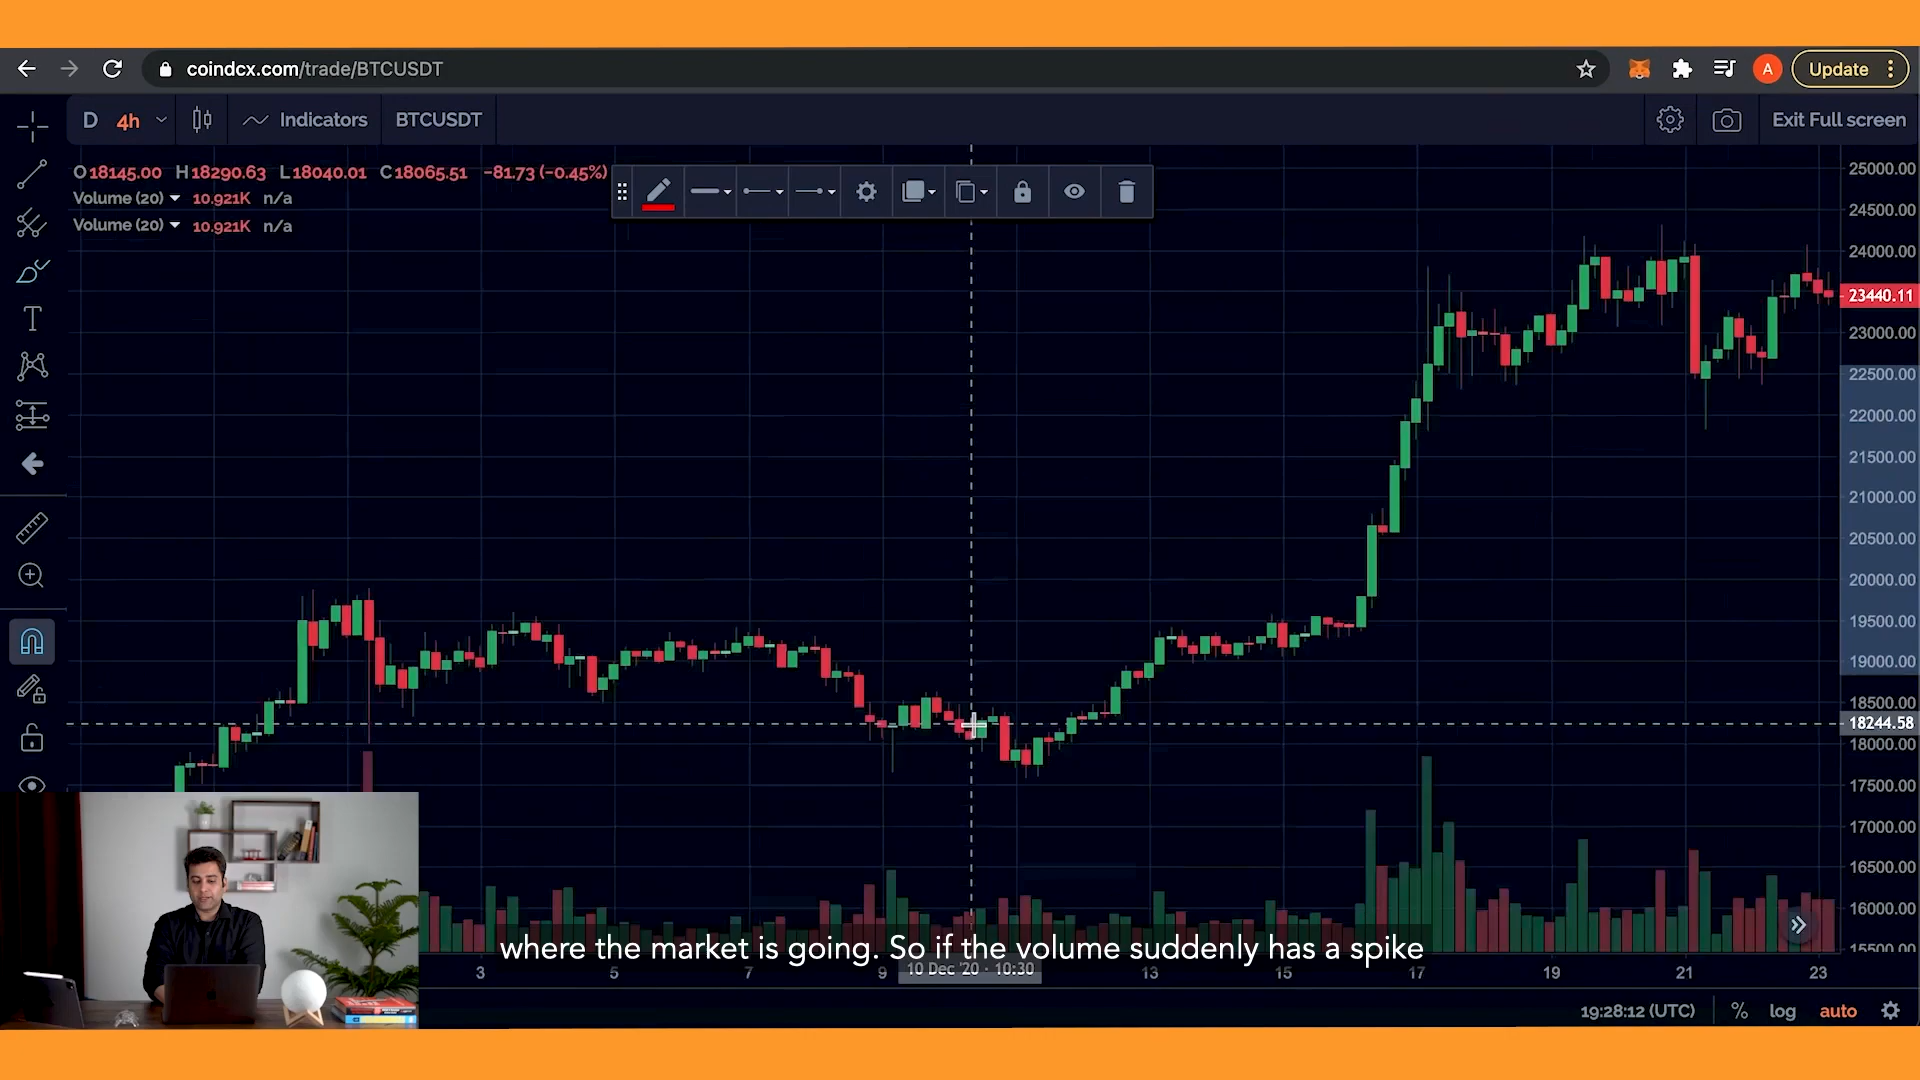 coindcx.com/trade/BTCUSDT
A
Update
D 4h Indicators BTCUSDT Exit Full screen
O18145.00 H18290.63 L18040.01 C18065.51 −81.73 (−0.45%)
Volume (20) 10.921K n/a
Volume (20) 10.921K n/a
T
25000.00
24500.00
24000.00
23440.11
23000.00
22500.00
22000.00
21500.00
21000.00
20500.00
20000.00
19500.00
19000.00
18500.00
18244.58
18000.00
17500.00
17000.00
16500.00
16000.00
15500.00
where the market is going. So if the volume suddenly has a spike
3 5 7 9 10 Dec '20 · 10:30 13 15 17 19 21 23
19:28:12 (UTC) % log auto